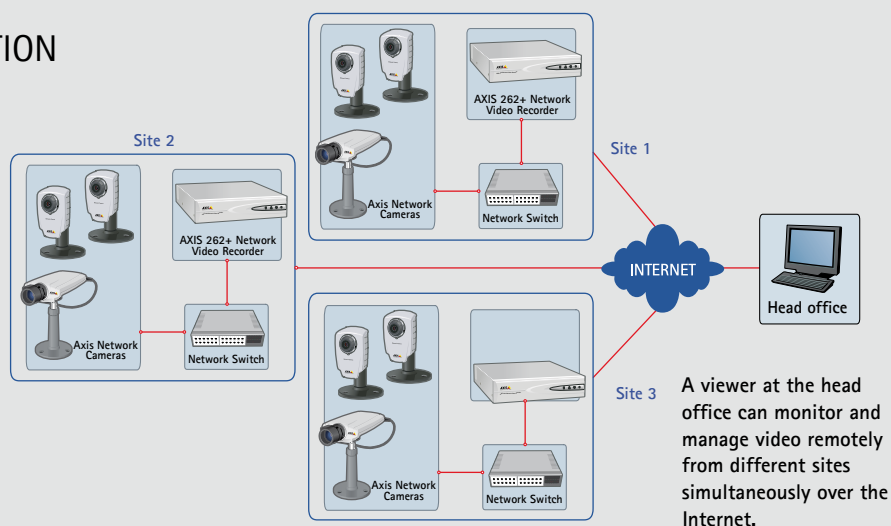 TION
Site 2
AXIS 262+ Network
Video Recorder
Axis Network
Cameras
Network Switch
AXIS 262+ Network
Video Recorder
Axis Network
Cameras
Network Switch
Site 1
INTERNET
Head office
Axis Network
Cameras
Network Switch
Site 3
A viewer at the head
office can monitor and
manage video remotely
from different sites
simultaneously over the
Internet.